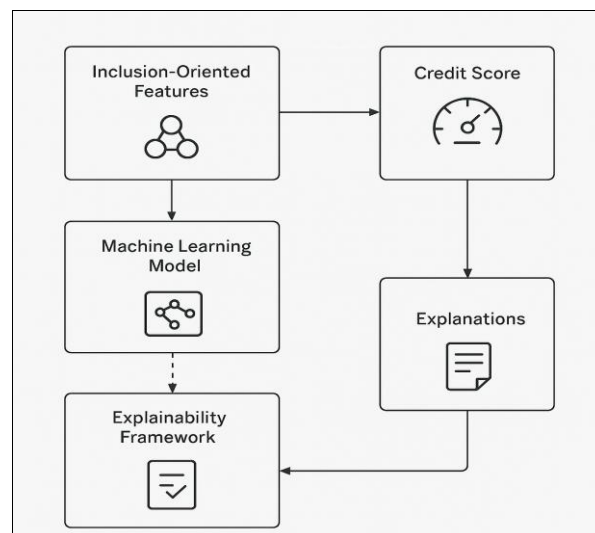 Inclusion-Oriented
Features
Credit Score
Machine Learning
Model
Explanations
Explainability
Framework